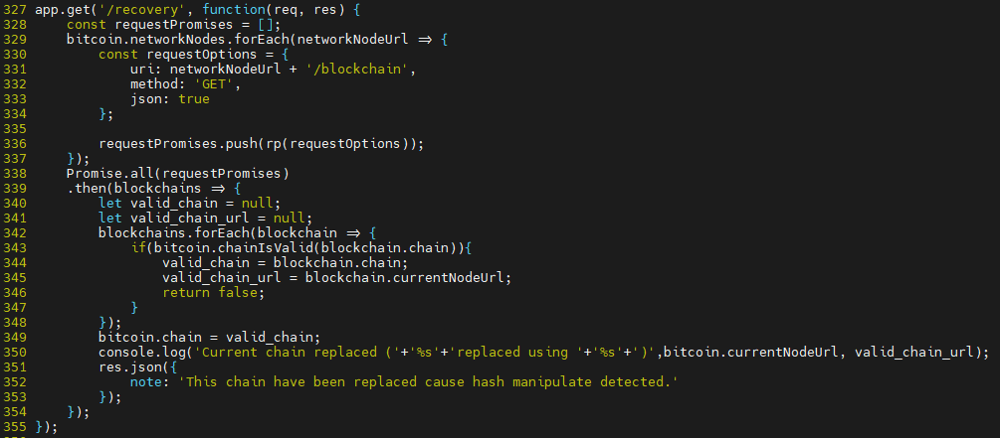 327 app.get('/recovery', function(req, res) {
328     const requestPromises = [];
329     bitcoin.networkNodes.forEach(networkNodeUrl ⇒ {
330         const requestOptions = {
331             uri: networkNodeUrl + '/blockchain',
332             method: 'GET',
333             json: true
334         };
335
336         requestPromises.push(rp(requestOptions));
337     });
338     Promise.all(requestPromises)
339     .then(blockchains ⇒ {
340         let valid_chain = null;
341         let valid_chain_url = null;
342         blockchains.forEach(blockchain ⇒ {
343             if(bitcoin.chainIsValid(blockchain.chain)){
344                 valid_chain = blockchain.chain;
345                 valid_chain_url = blockchain.currentNodeUrl;
346                 return false;
347             }
348         });
349         bitcoin.chain = valid_chain;
350         console.log('Current chain replaced ('+'%s'+'replaced using '+'%s'+')',bitcoin.currentNodeUrl, valid_chain_url);
351         res.json({
352             note: 'This chain have been replaced cause hash manipulate detected.'
353         });
354     });
355 });